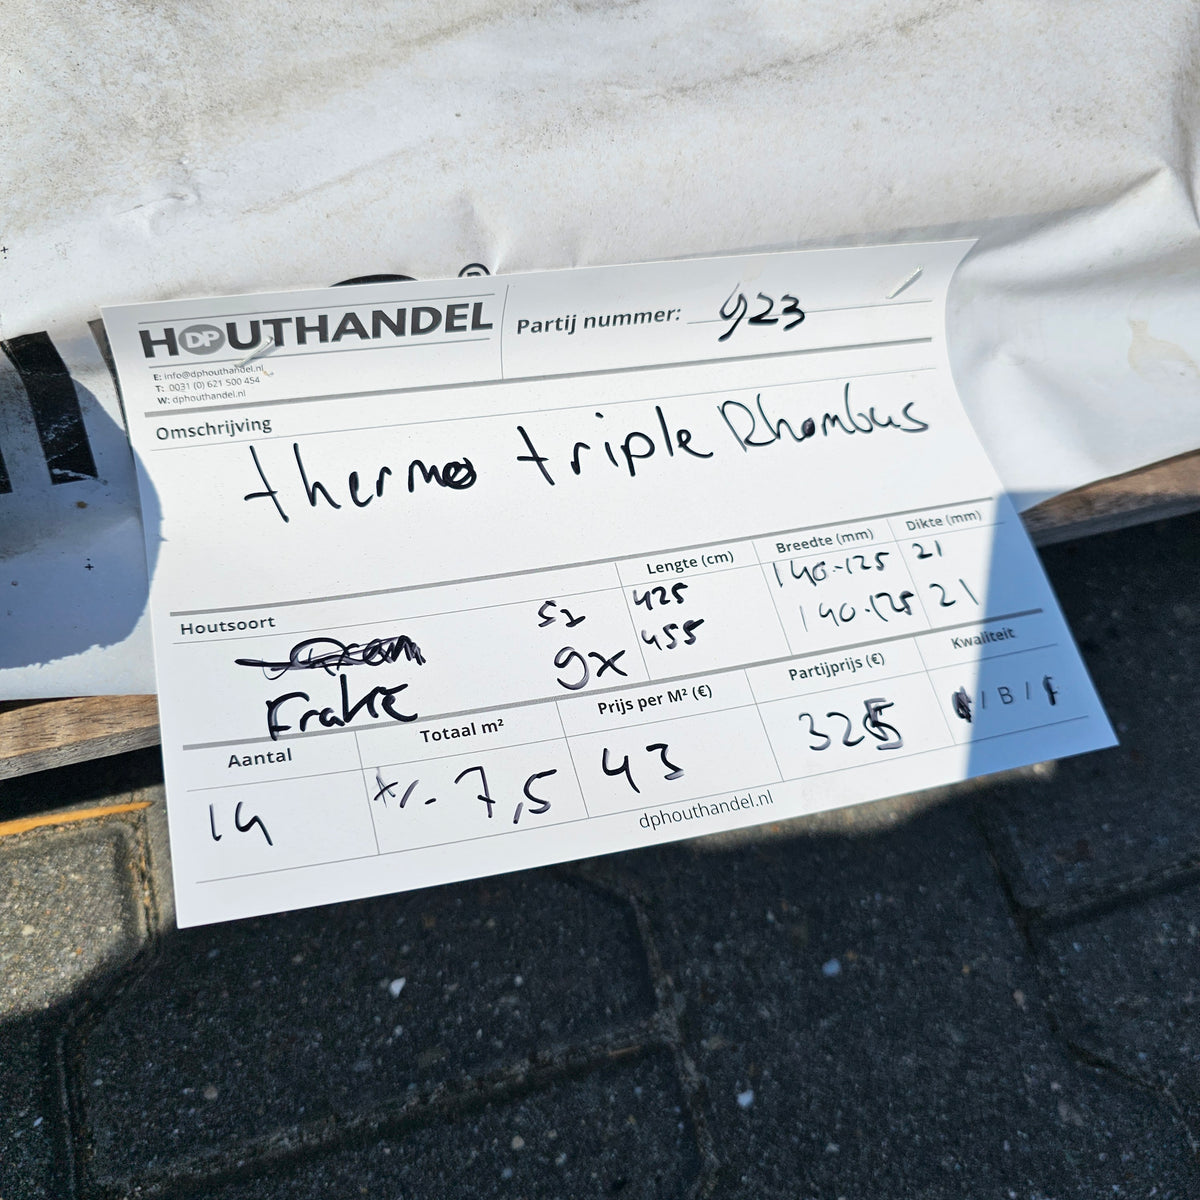 HOUTHANDEL
DP
Partij nummer: 923
E: info@dphouthandel.nl
T: 0031 (0) 621 500 454
W: dphouthandel.nl
Omschrijving
thermo triple Rhombus
Houtsoort Lengte (cm) Breedte (mm) Dikte (mm)
5x 425 140-125 21
9x 455 140-125 21
Frake
Aantal Totaal m² Prijs per M² (€) Partijprijs (€) Kwaliteit
14 +/- 7,5 43 325 / B /
dphouthandel.nl